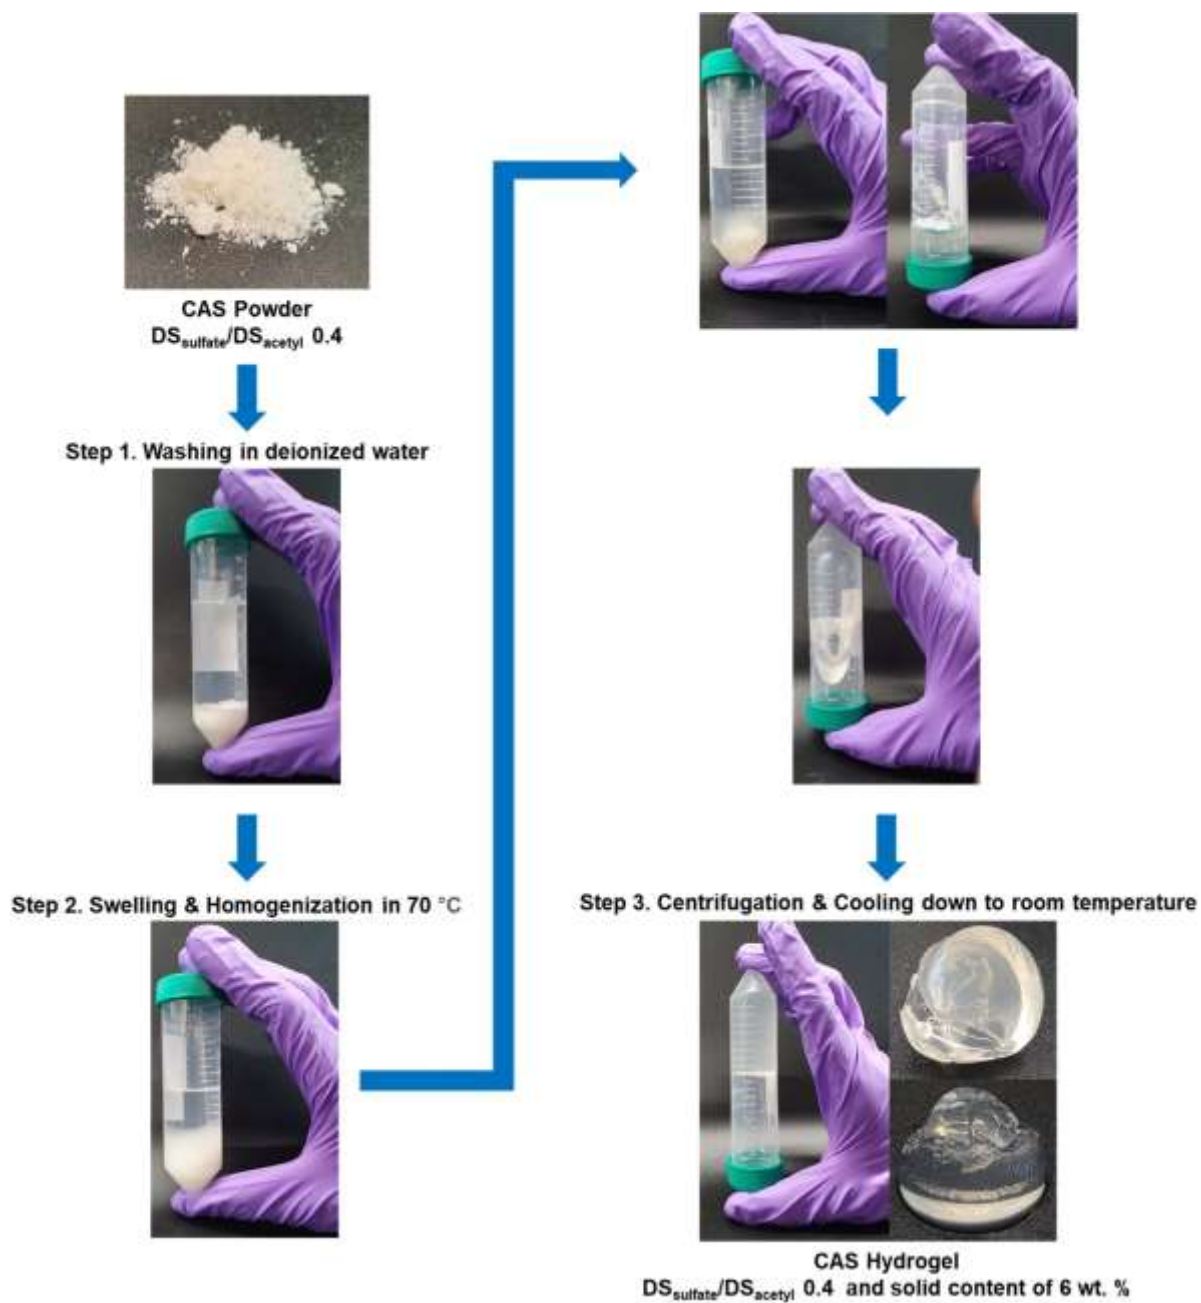 CAS Powder
DSsulfate/DSacetyl 0.4
Step 1. Washing in deionized water
Step 2. Swelling & Homogenization in 70 °C
Step 3. Centrifugation & Cooling down to room temperature
CAS Hydrogel
DSsulfate/DSacetyl 0.4 and solid content of 6 wt. %